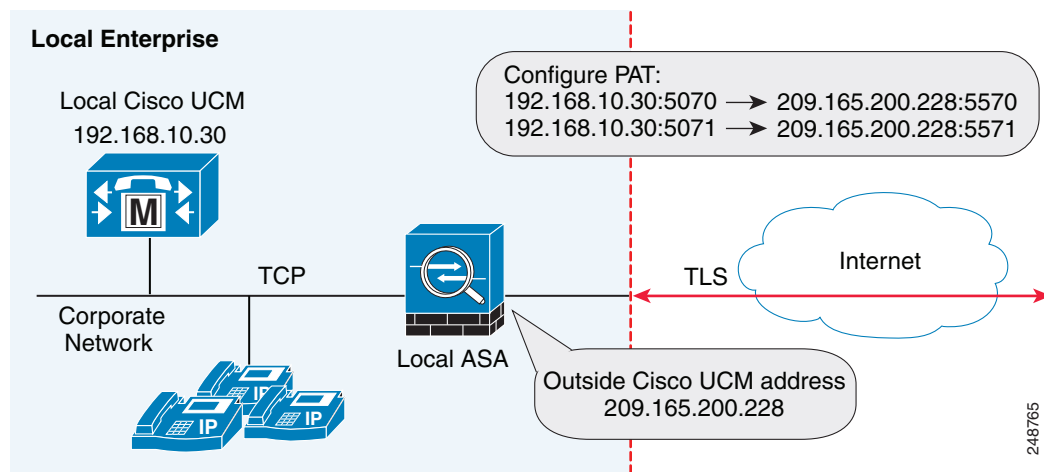 Local Enterprise
Local Cisco UCM
192.168.10.30
M
TCP
Corporate
Network
IP
IP
IP
Local ASA
Configure PAT:
192.168.10.30:5070 → 209.165.200.228:5570
192.168.10.30:5071 → 209.165.200.228:5571
TLS
Internet
Outside Cisco UCM address
209.165.200.228
248765